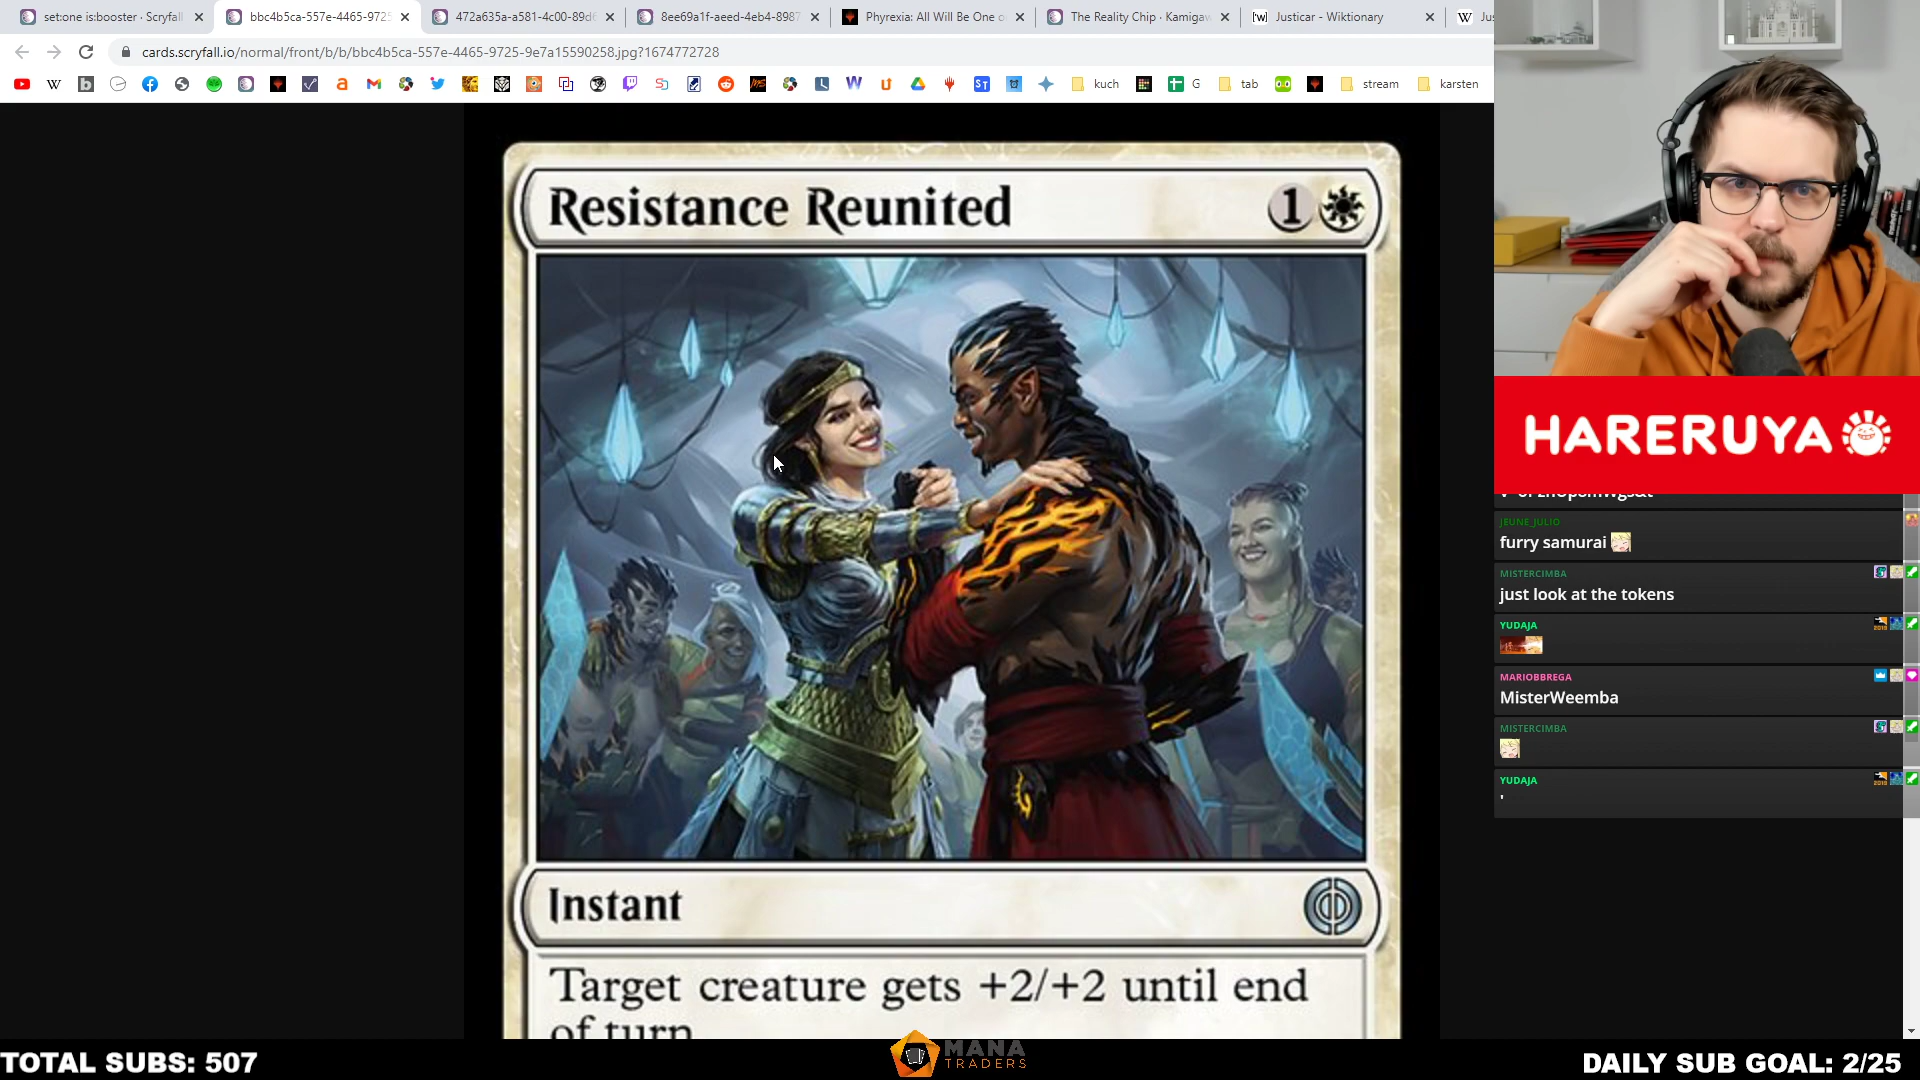 set:one is:booster · Scryfall
bbc4b5ca-557e-4465-9725
472a635a-a581-4c00-89d
8ee69a1f-aeed-4eb4-8987
Phyrexia: All Will Be One
The Reality Chip · Kamigaw
Justicar - Wiktionary
cards.scryfall.io/normal/front/b/b/bbc4b5ca-557e-4465-9725-9e7a15590258.jpg?1674772728
kuch
G
tab
stream
karsten
Resistance Reunited
1
Instant
Target creature gets +2/+2 until end
of turn
HARERUYA
JEUNE_JULIO
furry samurai
MISTERCIMBA
just look at the tokens
YUDAJA
MARIOBBREGA
MisterWeemba
MISTERCIMBA
YUDAJA
'
TOTAL SUBS: 507
MANA
TRADERS
DAILY SUB GOAL: 2/25